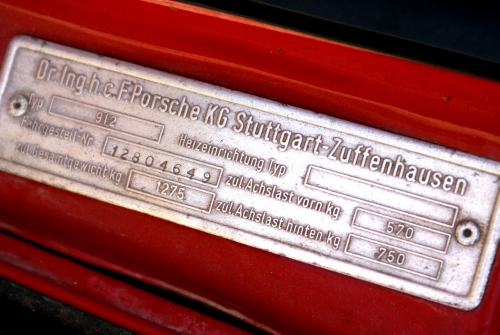 Dr. Ing. h. c. F. Porsche KG Stuttgart-Zuffenhausen
Typ 912 Heizeinrichtung Typ
Fahrgestell-Nr. 12804649 zul. Achslast vorn kg 570
zul. Gesamtgewicht kg 1275 zul. Achslast hinten kg 750